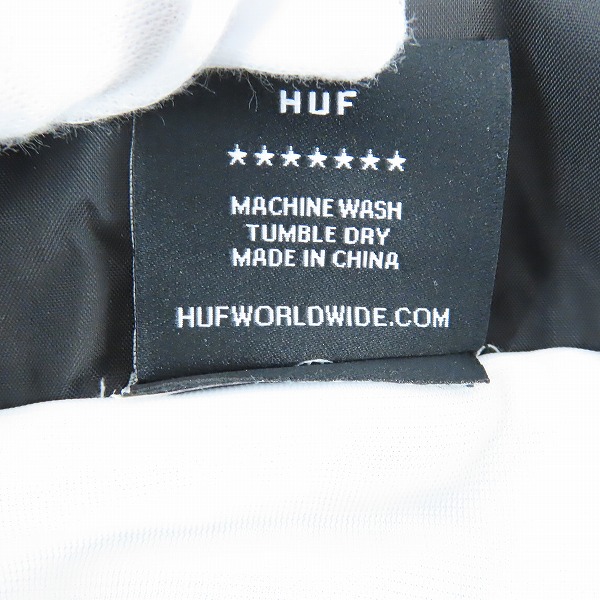 HUF
★★★★★★★
MACHINE WASH
TUMBLE DRY
MADE IN CHINA
HUFWORLDWIDE.COM